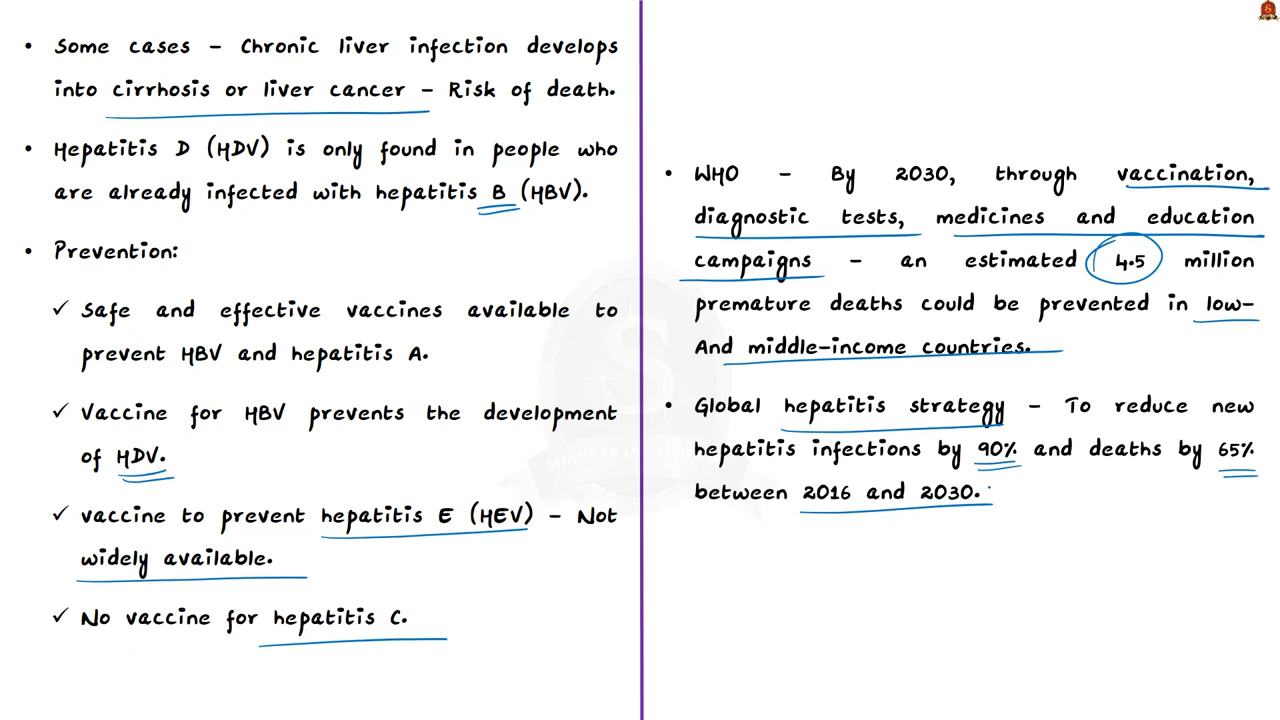 • Some cases – Chronic liver infection develops
into cirrhosis or liver cancer – Risk of death.
• Hepatitis D (HDV) is only found in people who
are already infected with hepatitis B (HBV).
• Prevention:
✓ Safe and effective vaccines available to
prevent HBV and hepatitis A.
✓ Vaccine for HBV prevents the development
of HDV.
✓ vaccine to prevent hepatitis E (HEV) – Not
widely available.
✓ No vaccine for hepatitis C.
• WHO – By 2030, through vaccination,
diagnostic tests, medicines and education
campaigns – an estimated 4.5 million
premature deaths could be prevented in low-
And middle-income countries.
• Global hepatitis strategy – To reduce new
hepatitis infections by 90% and deaths by 65%
between 2016 and 2030.